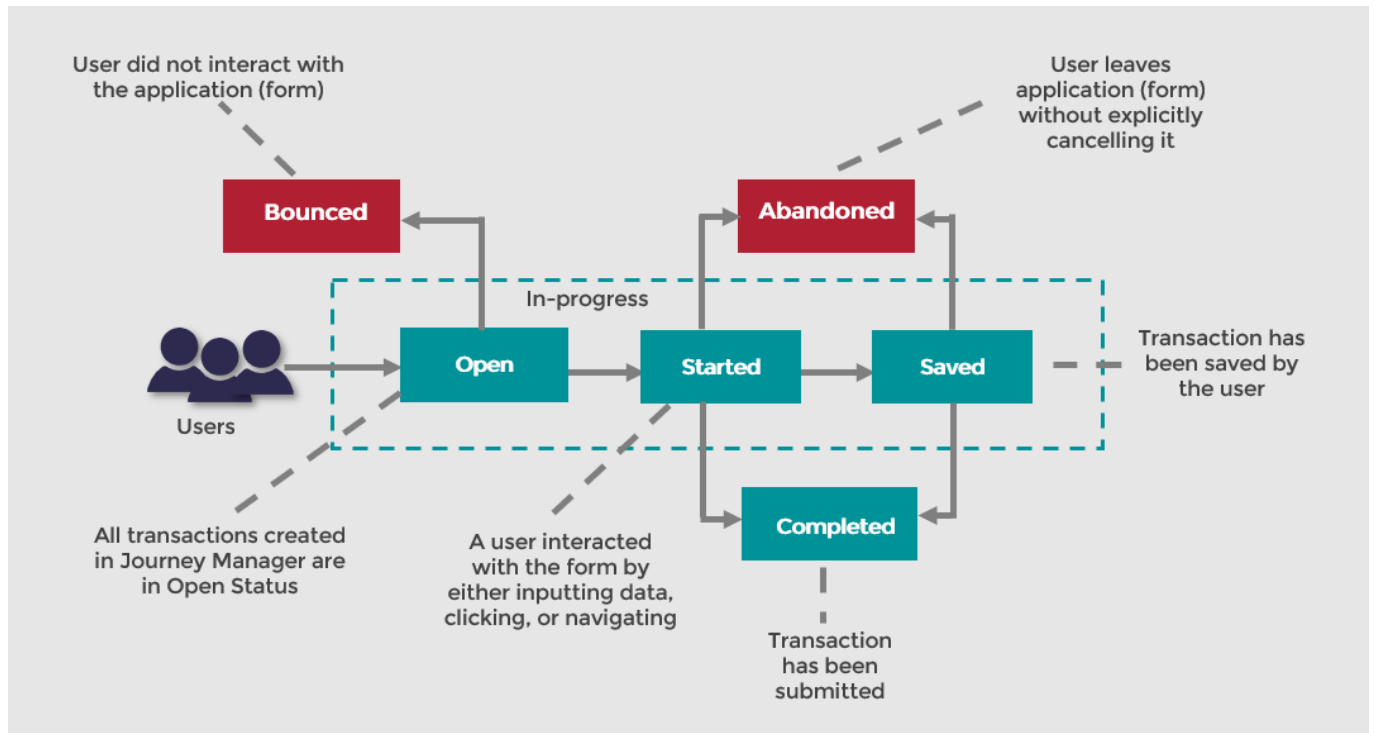 User did not interact with
the application (form)
User leaves
application (form)
without explicitly
cancelling it
Bounced
Abandoned
In-progress
Users
Open
Started
Saved
Transaction has
been saved by
the user
All transactions created
in Journey Manager are
in Open Status
A user interacted
with the form by
either inputting data,
clicking, or navigating
Completed
Transaction
has been
submitted